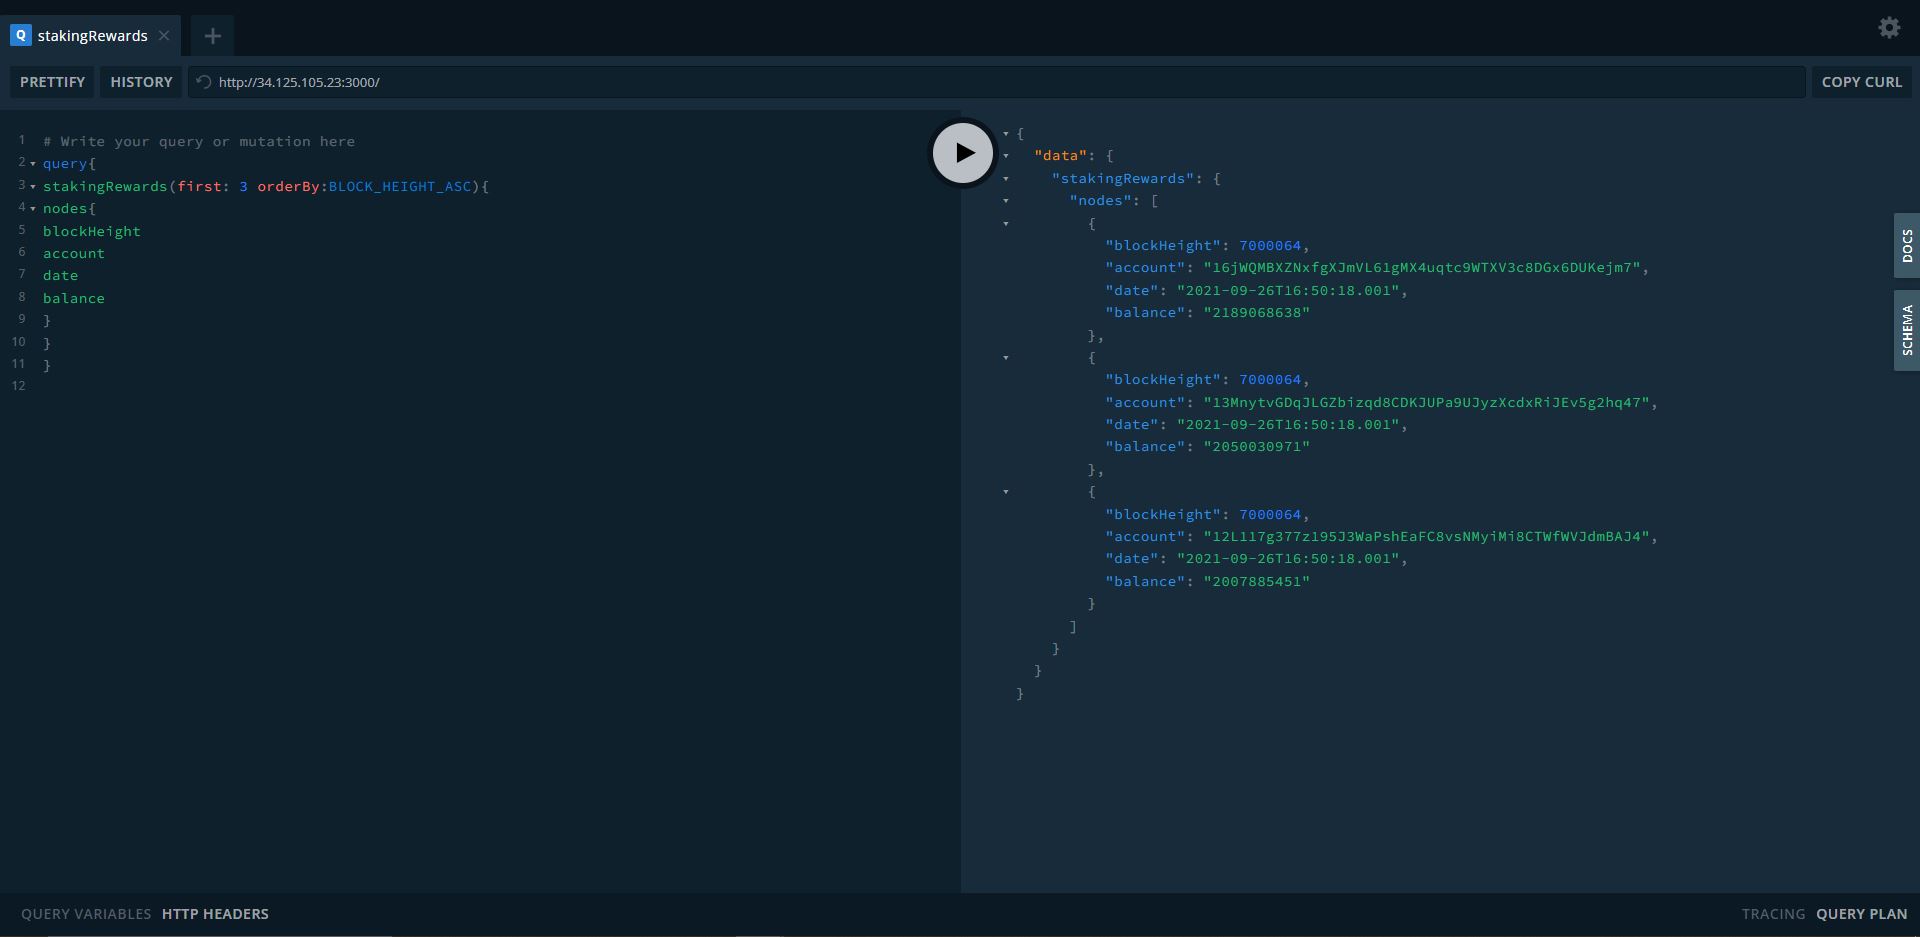 Q stakingRewards
PRETTIFY HISTORY http://34.125.105.23:3000/ COPY CURL
1 # Write your query or mutation here
2 query{
3 stakingRewards(first: 3 orderBy:BLOCK_HEIGHT_ASC){
4 nodes{
5 blockHeight
6 account
7 date
8 balance
9 }
10 }
11 }
12
{
"data": {
"stakingRewards": {
"nodes": [
{
"blockHeight": 7000064,
"account": "16jWQMBXZNxfgXJmVL61gMX4uqtc9WTXV3c8DGx6DUKejm7",
"date": "2021-09-26T16:50:18.001",
"balance": "2189068638"
},
{
"blockHeight": 7000064,
"account": "13MnytvGDqJLGZbizqd8CDKJUPa9UJyzXcdxRiJEv5g2hq47",
"date": "2021-09-26T16:50:18.001",
"balance": "2050030971"
},
{
"blockHeight": 7000064,
"account": "12L117g377z195J3WaPshEaFC8vsNMyiMi8CTWfWVJdmBAJ4",
"date": "2021-09-26T16:50:18.001",
"balance": "2007885451"
}
]
}
}
}
DOCS
SCHEMA
QUERY VARIABLES HTTP HEADERS
TRACING QUERY PLAN